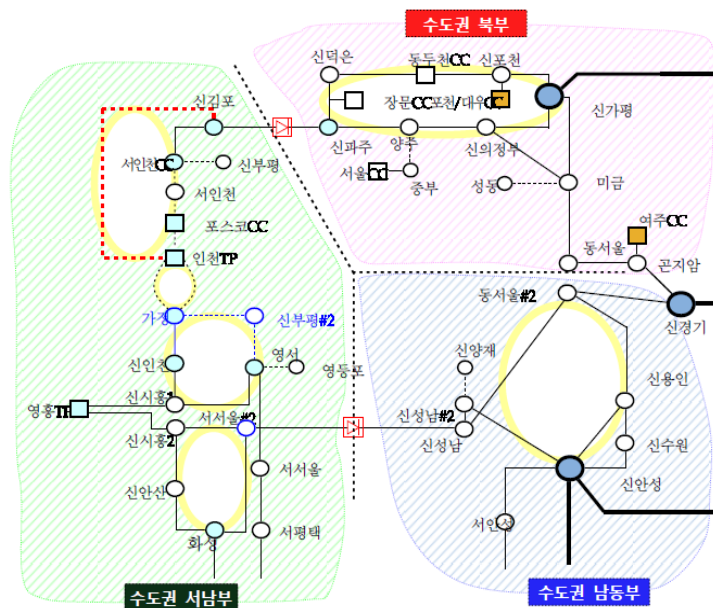 수도권 북부
신덕은
동두천CC
신포천
장문CC
포천/대우CC
신가평
신김포
신파주
양주
신의정부
서인천CC
신부평
서울CC
중부
성동
미금
서인천
포스코CC
여주CC
인천TP
동서울
곤지암
동서울#2
신경기
가정
신부평#2
신양재
신인천
영서
영등포
신용인
영흥TP
신시흥1
서서울#2
신성남#2
신시흥2
신성남
신수원
서서울
신안산
신안성
서안성
화성
서평택
수도권 서남부
수도권 남동부